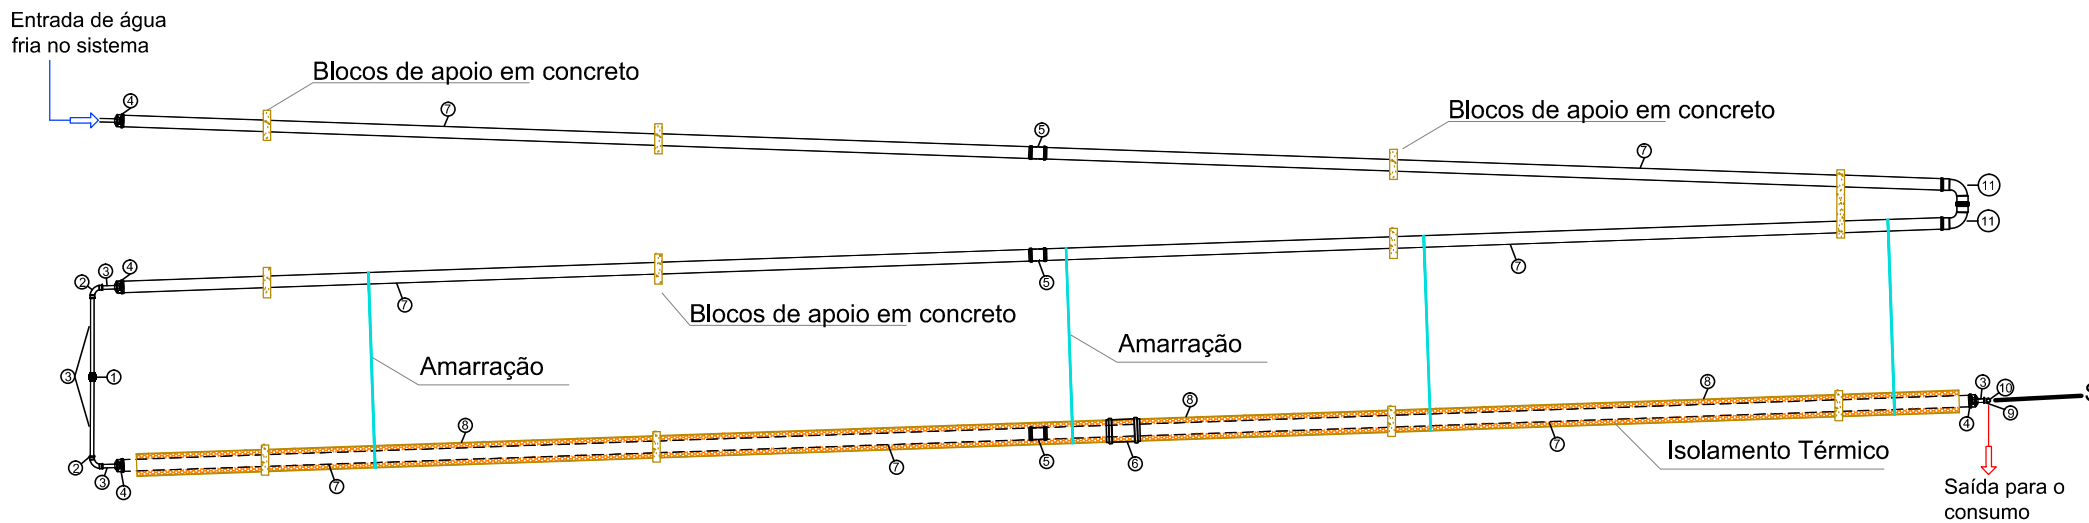 Entrada de água
fria no sistema
Blocos de apoio em concreto
4
7
5
Blocos de apoio em concreto
7
11
11
2
3
4
7
5
7
Blocos de apoio em concreto
Amarração
Amarração
3
1
8
8
8
3
10
9
4
2
3
4
7
7
5
6
7
Isolamento Térmico
Saída para o
consumo